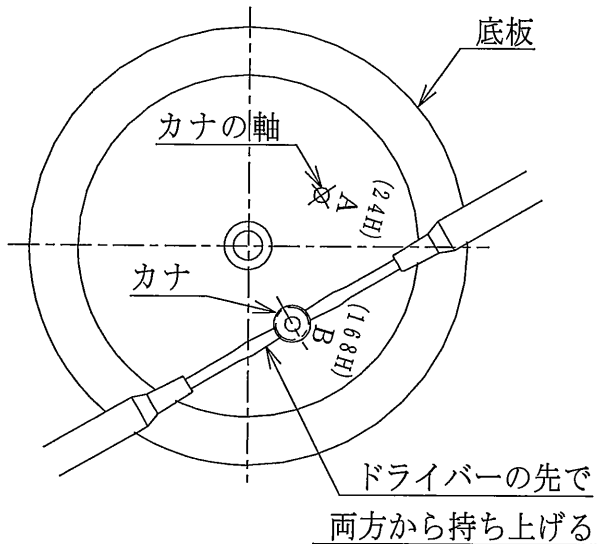 底板
カナの軸
A
(24H)
カナ
B
(168H)
ドライバーの先で
両方から持ち上げる